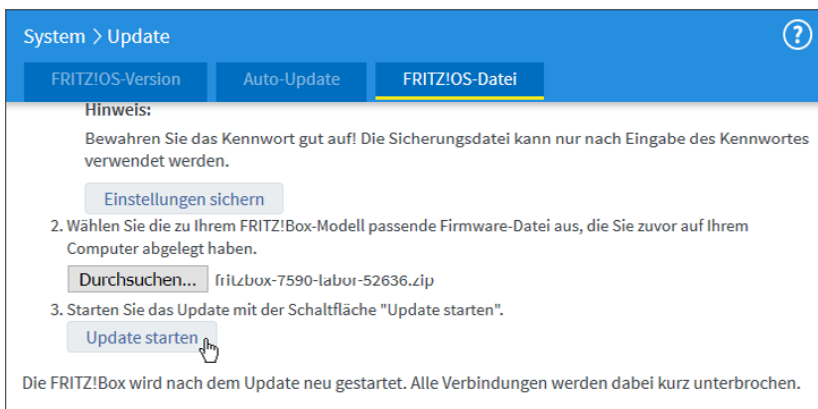 System > Update
?
FRITZ!OS-Version
Auto-Update
FRITZ!OS-Datei
Hinweis:
Bewahren Sie das Kennwort gut auf! Die Sicherungsdatei kann nur nach Eingabe des Kennwortes
verwendet werden.
Einstellungen sichern
2. Wählen Sie die zu Ihrem FRITZ!Box-Modell passende Firmware-Datei aus, die Sie zuvor auf Ihrem
Computer abgelegt haben.
Durchsuchen... fritzbox-7590-labor-52636.zip
3. Starten Sie das Update mit der Schaltfläche "Update starten".
Update starten
Die FRITZ!Box wird nach dem Update neu gestartet. Alle Verbindungen werden dabei kurz unterbrochen.